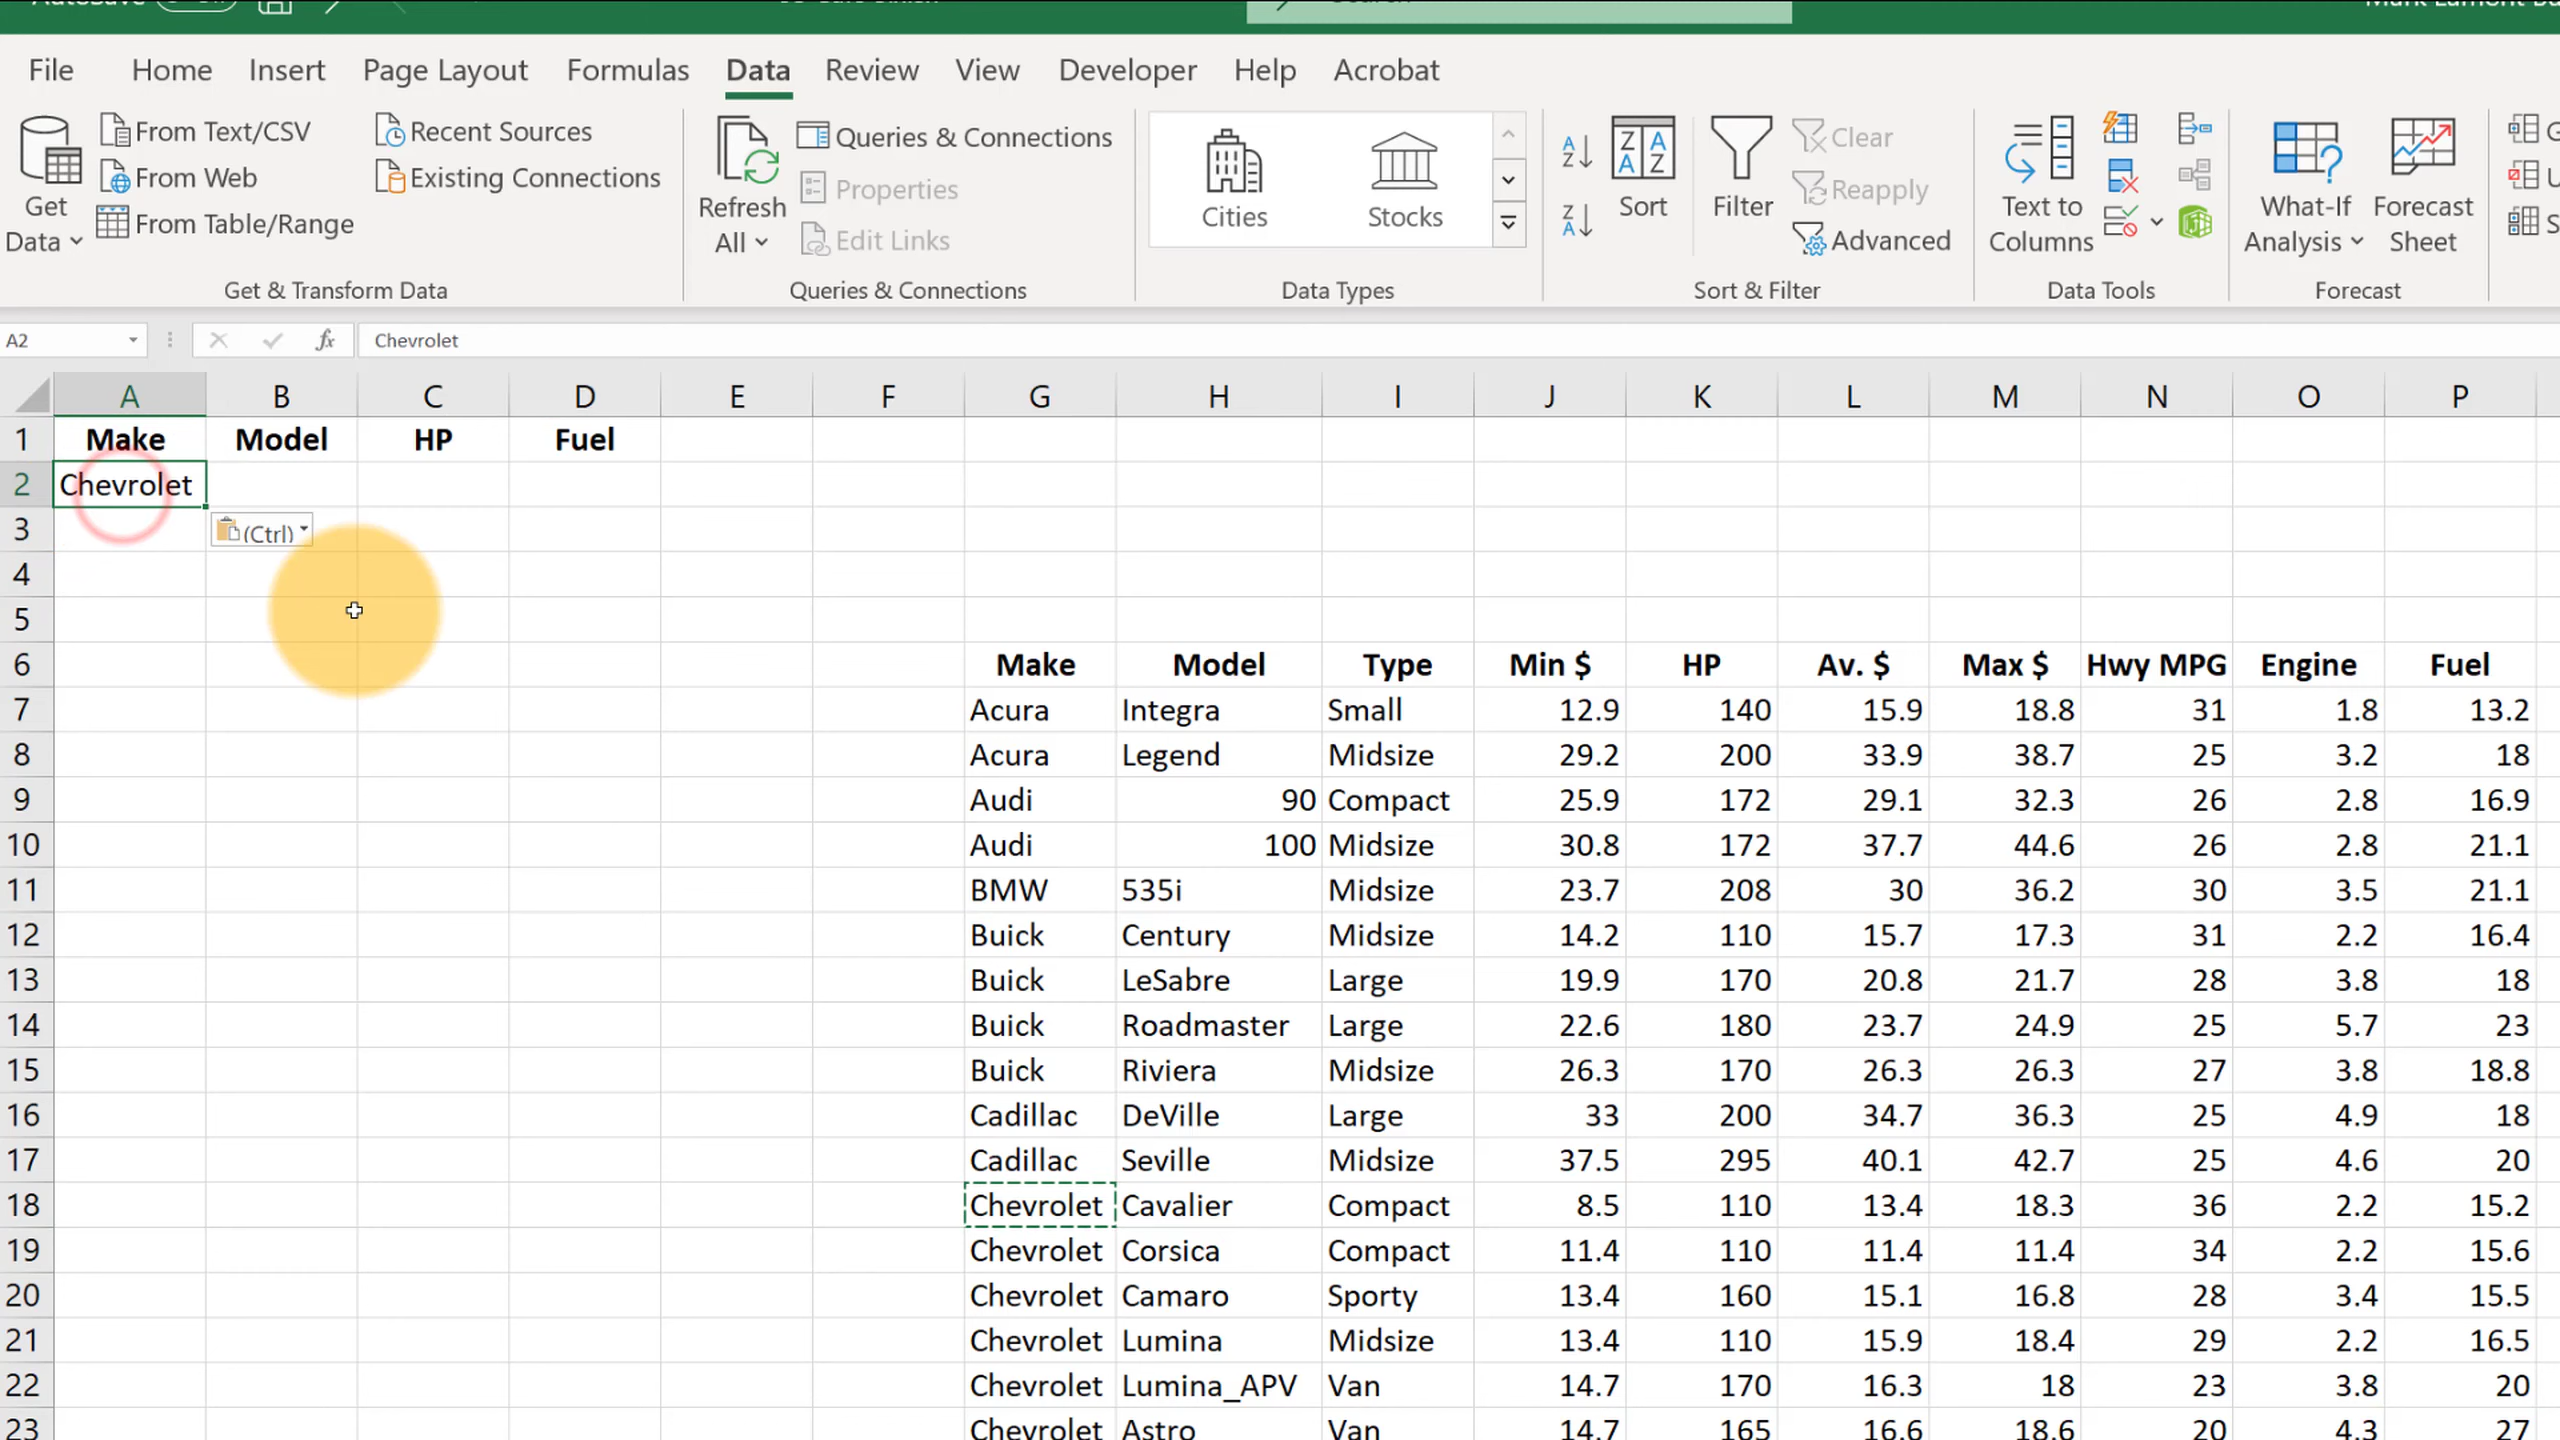 File Home Insert Page Layout Formulas Data Review View Developer Help Acrobat
Get Data
From Text/CSV
From Web
From Table/Range
Recent Sources
Existing Connections
Get & Transform Data
Refresh All
Queries & Connections
Properties
Edit Links
Queries & Connections
Cities
Stocks
Data Types
Sort
Filter
Clear
Reapply
Advanced
Sort & Filter
Text to Columns
Data Tools
What-If Analysis
Forecast Sheet
Forecast
A2 fx Chevrolet
A B C D E F G H I J K L M N O P
1 Make Model HP Fuel
2 Chevrolet
3 (Ctrl)
4
5
6 Make Model Type Min $ HP Av. $ Max $ Hwy MPG Engine Fuel
7 Acura Integra Small 12.9 140 15.9 18.8 31 1.8 13.2
8 Acura Legend Midsize 29.2 200 33.9 38.7 25 3.2 18
9 Audi 90 Compact 25.9 172 29.1 32.3 26 2.8 16.9
10 Audi 100 Midsize 30.8 172 37.7 44.6 26 2.8 21.1
11 BMW 535i Midsize 23.7 208 30 36.2 30 3.5 21.1
12 Buick Century Midsize 14.2 110 15.7 17.3 31 2.2 16.4
13 Buick LeSabre Large 19.9 170 20.8 21.7 28 3.8 18
14 Buick Roadmaster Large 22.6 180 23.7 24.9 25 5.7 23
15 Buick Riviera Midsize 26.3 170 26.3 26.3 27 3.8 18.8
16 Cadillac DeVille Large 33 200 34.7 36.3 25 4.9 18
17 Cadillac Seville Midsize 37.5 295 40.1 42.7 25 4.6 20
18 Chevrolet Cavalier Compact 8.5 110 13.4 18.3 36 2.2 15.2
19 Chevrolet Corsica Compact 11.4 110 11.4 11.4 34 2.2 15.6
20 Chevrolet Camaro Sporty 13.4 160 15.1 16.8 28 3.4 15.5
21 Chevrolet Lumina Midsize 13.4 110 15.9 18.4 29 2.2 16.5
22 Chevrolet Lumina_APV Van 14.7 170 16.3 18 23 3.8 20
23 Chevrolet Astro Van 14.7 165 16.6 18.6 20 4.3 27